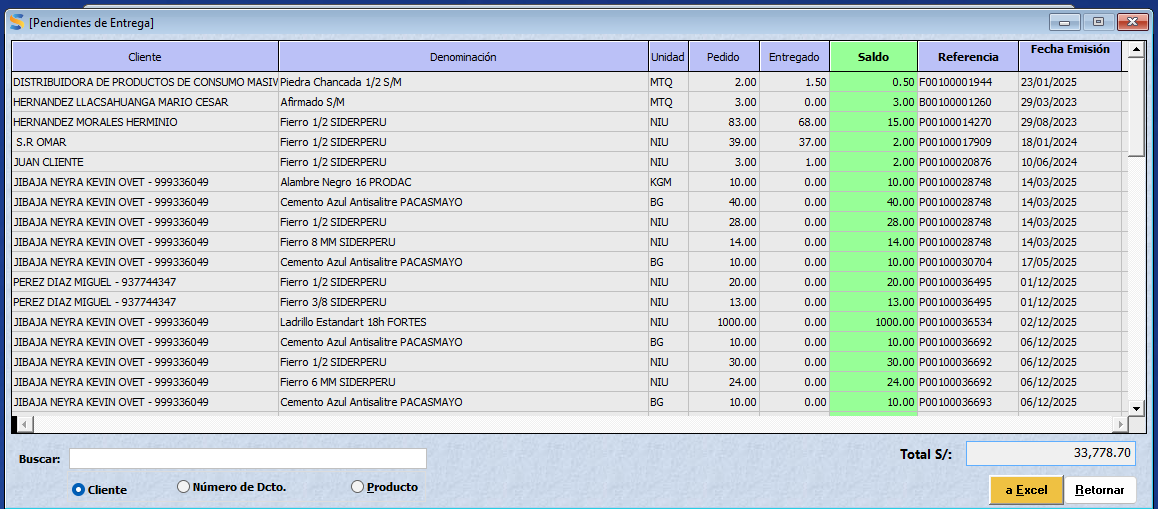 [Pendientes de Entrega]
Cliente Denominación Unidad Pedido Entregado Saldo Referencia Fecha Emisión
DISTRIBUIDORA DE PRODUCTOS DE CONSUMO MASIV Piedra Chancada 1/2 S/M MTQ 2.00 1.50 0.50 F00100001944 23/01/2025
HERNANDEZ LLACSAHUANGA MARIO CESAR Afirmado S/M MTQ 3.00 0.00 3.00 B00100001260 29/03/2023
HERNANDEZ MORALES HERMINIO Fierro 1/2 SIDERPERU NIU 83.00 68.00 15.00 P00100014270 29/08/2023
S.R OMAR Fierro 1/2 SIDERPERU NIU 39.00 37.00 2.00 P00100017909 18/01/2024
JUAN CLIENTE Fierro 1/2 SIDERPERU NIU 3.00 1.00 2.00 P00100020876 10/06/2024
JIBAJA NEYRA KEVIN OVET - 999336049 Alambre Negro 16 PRODAC KGM 10.00 0.00 10.00 P00100028748 14/03/2025
JIBAJA NEYRA KEVIN OVET - 999336049 Cemento Azul Antisalitre PACASMAYO BG 40.00 0.00 40.00 P00100028748 14/03/2025
JIBAJA NEYRA KEVIN OVET - 999336049 Fierro 1/2 SIDERPERU NIU 28.00 0.00 28.00 P00100028748 14/03/2025
JIBAJA NEYRA KEVIN OVET - 999336049 Fierro 8 MM SIDERPERU NIU 14.00 0.00 14.00 P00100028748 14/03/2025
JIBAJA NEYRA KEVIN OVET - 999336049 Cemento Azul Antisalitre PACASMAYO BG 10.00 0.00 10.00 P00100030704 17/05/2025
PEREZ DIAZ MIGUEL - 937744347 Fierro 1/2 SIDERPERU NIU 20.00 0.00 20.00 P00100036495 01/12/2025
PEREZ DIAZ MIGUEL - 937744347 Fierro 3/8 SIDERPERU NIU 13.00 0.00 13.00 P00100036495 01/12/2025
JIBAJA NEYRA KEVIN OVET - 999336049 Ladrillo Estandart 18h FORTES NIU 1000.00 0.00 1000.00 P00100036534 02/12/2025
JIBAJA NEYRA KEVIN OVET - 999336049 Cemento Azul Antisalitre PACASMAYO BG 10.00 0.00 10.00 P00100036692 06/12/2025
JIBAJA NEYRA KEVIN OVET - 999336049 Fierro 1/2 SIDERPERU NIU 30.00 0.00 30.00 P00100036692 06/12/2025
JIBAJA NEYRA KEVIN OVET - 999336049 Fierro 6 MM SIDERPERU NIU 24.00 0.00 24.00 P00100036692 06/12/2025
JIBAJA NEYRA KEVIN OVET - 999336049 Cemento Azul Antisalitre PACASMAYO BG 10.00 0.00 10.00 P00100036693 06/12/2025
Buscar: Total S/: 33,778.70
Cliente Número de Dcto. Producto a Excel Retornar